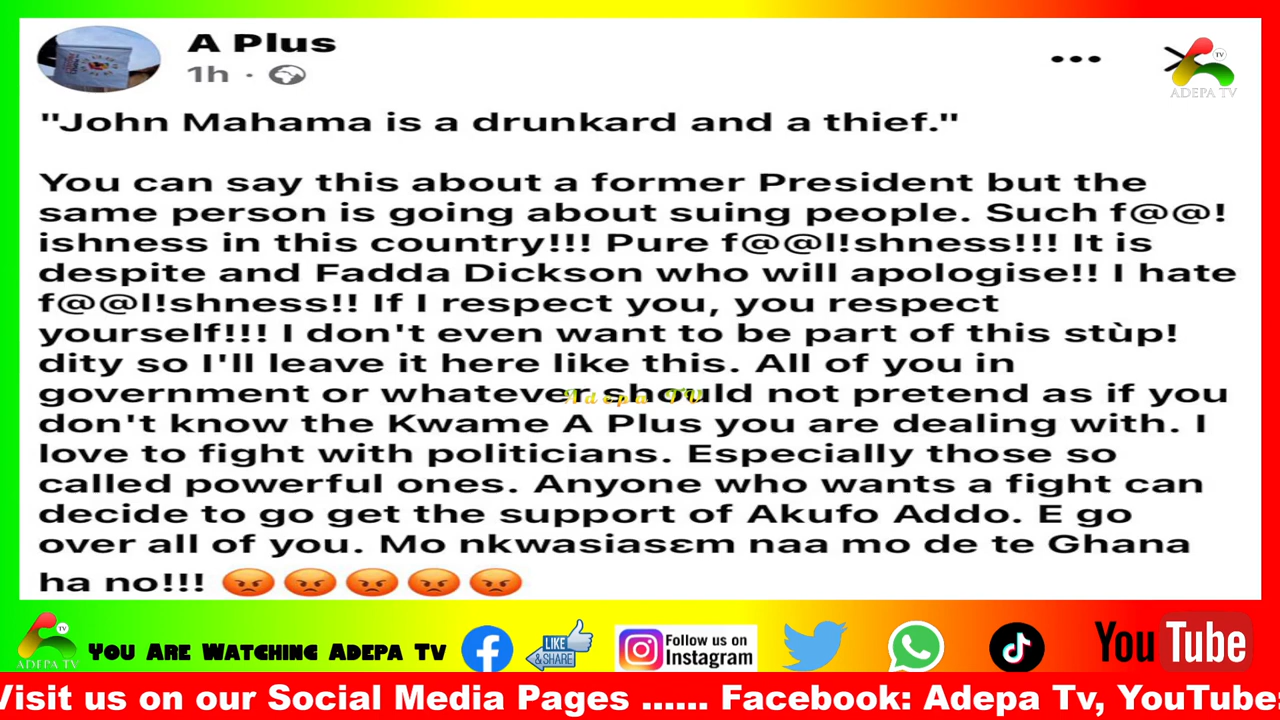 A Plus
1h ·
TV
ADEPA TV
"John Mahama is a drunkard and a thief."
You can say this about a former President but the
same person is going about suing people. Such f@@!
ishness in this country!!! Pure f@@l!shness!!! It is
despite and Fadda Dickson who will apologise!! I hate
f@@l!shness!! If I respect you, you respect
yourself!!! I don't even want to be part of this stùp!
dity so I'll leave it here like this. All of you in
government or whatever should not pretend as if you
Adepa TV
don't know the Kwame A Plus you are dealing with. I
love to fight with politicians. Especially those so
called powerful ones. Anyone who wants a fight can
decide to go get the support of Akufo Addo. E go
over all of you. Mo nkwasiasɛm naa mo de te Ghana
ha no!!! 😡😡😡😡😡
TV
ADEPA TV
You Are Watching Adepa Tv
LIKE
& SHARE
Follow us on
Instagram
YouTube
Visit us on our Social Media Pages ...... Facebook: Adepa Tv, YouTube: